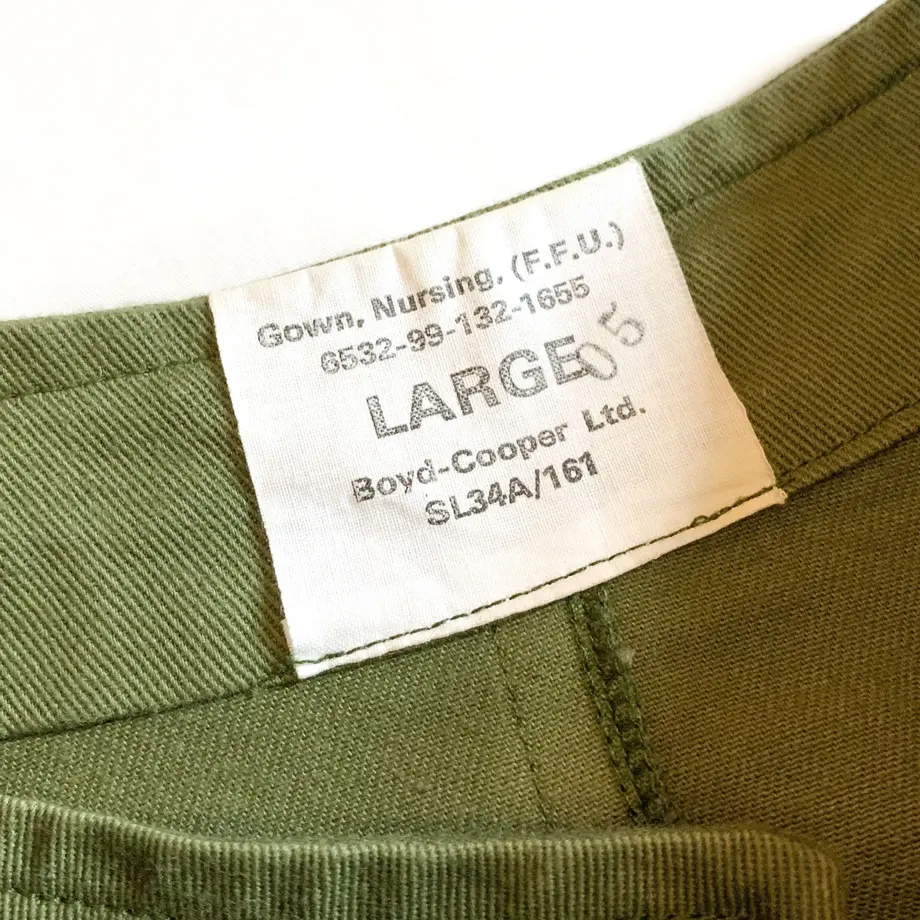 Gown, Nursing, (F.F.U.)
6532-99-132-1655
LARGE 05
Boyd-Cooper Ltd.
SL34A/161